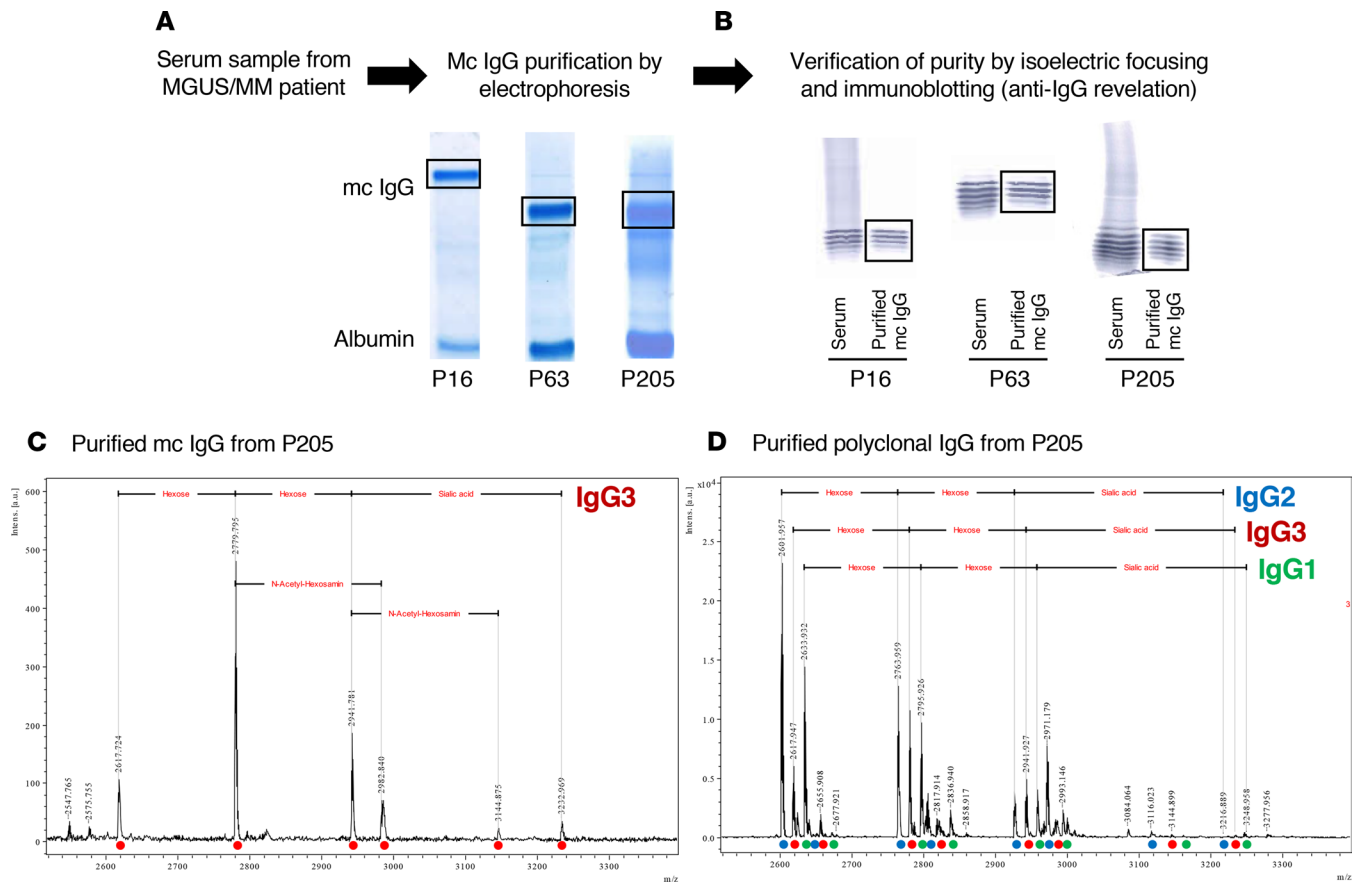 A
Serum sample from
MGUS/MM patient
Mc IgG purification by
electrophoresis
B
Verification of purity by isoelectric focusing
and immunoblotting (anti-IgG revelation)
mc IgG
Albumin
P16
P63
P205
Serum
Purified
mc IgG
Serum
Purified
mc IgG
Serum
Purified
mc IgG
P16
P63
P205
C Purified mc IgG from P205
Intens. [a.u.]
600
500
400
300
200
100
0
Hexose
Hexose
Sialic acid
IgG3
N-Acetyl-Hexosamin
N-Acetyl-Hexosamin
2547.765
2575.755
2617.724
2779.795
2941.781
2982.840
3144.875
3232.969
2600
2700
2800
2900
3000
3100
3200
3300
m/z
D Purified polyclonal IgG from P205
Intens. [a.u.]
x10⁴
2.5
2.0
1.5
1.0
0.5
0.0
Hexose
Hexose
Sialic acid
IgG2
Hexose
Hexose
Sialic acid
IgG3
Hexose
Hexose
Sialic acid
IgG1
3
2601.957
2617.947
2633.932
2655.908
2677.921
2763.959
2795.926
2817.914
2836.940
2858.917
2941.927
2971.179
2993.146
3084.064
3116.023
3144.899
3216.889
3248.958
3277.956
2600
2700
2800
2900
3000
3100
3200
3300
m/z